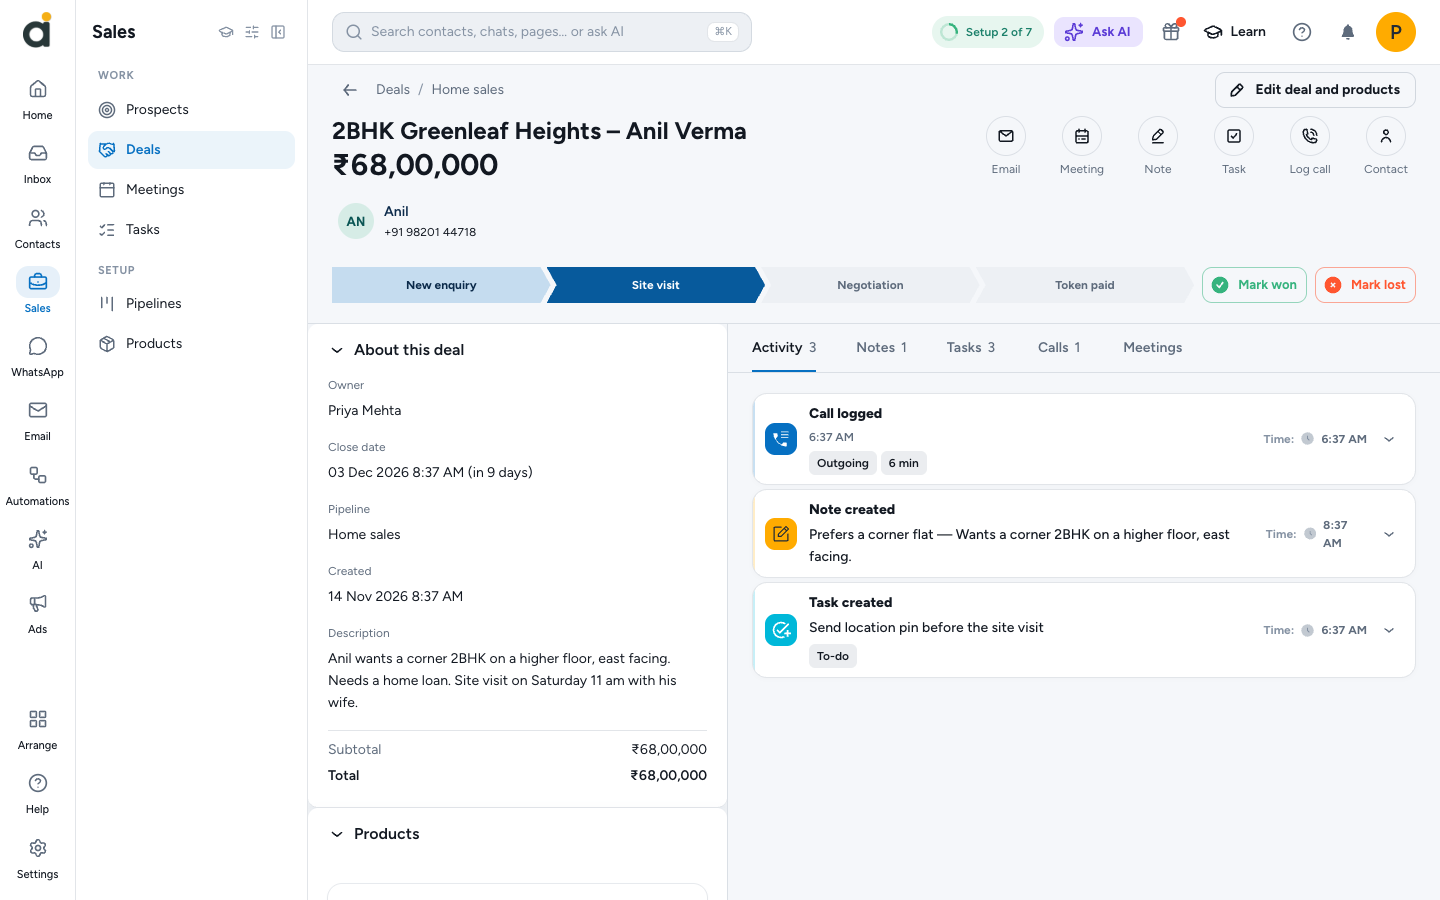 Sales
Search contacts, chats, pages... or ask AI
⌘K
Setup 2 of 7
Ask AI
Learn
P
Home
Inbox
Contacts
Sales
WhatsApp
Email
Automations
AI
Ads
Arrange
Help
Settings
WORK
Prospects
Deals
Meetings
Tasks
SETUP
Pipelines
Products
Deals / Home sales
Edit deal and products
2BHK Greenleaf Heights – Anil Verma
₹68,00,000
Email
Meeting
Note
Task
Log call
Contact
AN
Anil
+91 98201 44718
New enquiry
Site visit
Negotiation
Token paid
Mark won
Mark lost
About this deal
Owner
Priya Mehta
Close date
03 Dec 2026 8:37 AM (in 9 days)
Pipeline
Home sales
Created
14 Nov 2026 8:37 AM
Description
Anil wants a corner 2BHK on a higher floor, east facing.
Needs a home loan. Site visit on Saturday 11 am with his
wife.
Subtotal ₹68,00,000
Total ₹68,00,000
Products
Activity 3
Notes 1
Tasks 3
Calls 1
Meetings
Call logged
6:37 AM
Outgoing
6 min
Time: 6:37 AM
Note created
Prefers a corner flat — Wants a corner 2BHK on a higher floor, east
facing.
Time: 8:37
AM
Task created
Send location pin before the site visit
To-do
Time: 6:37 AM